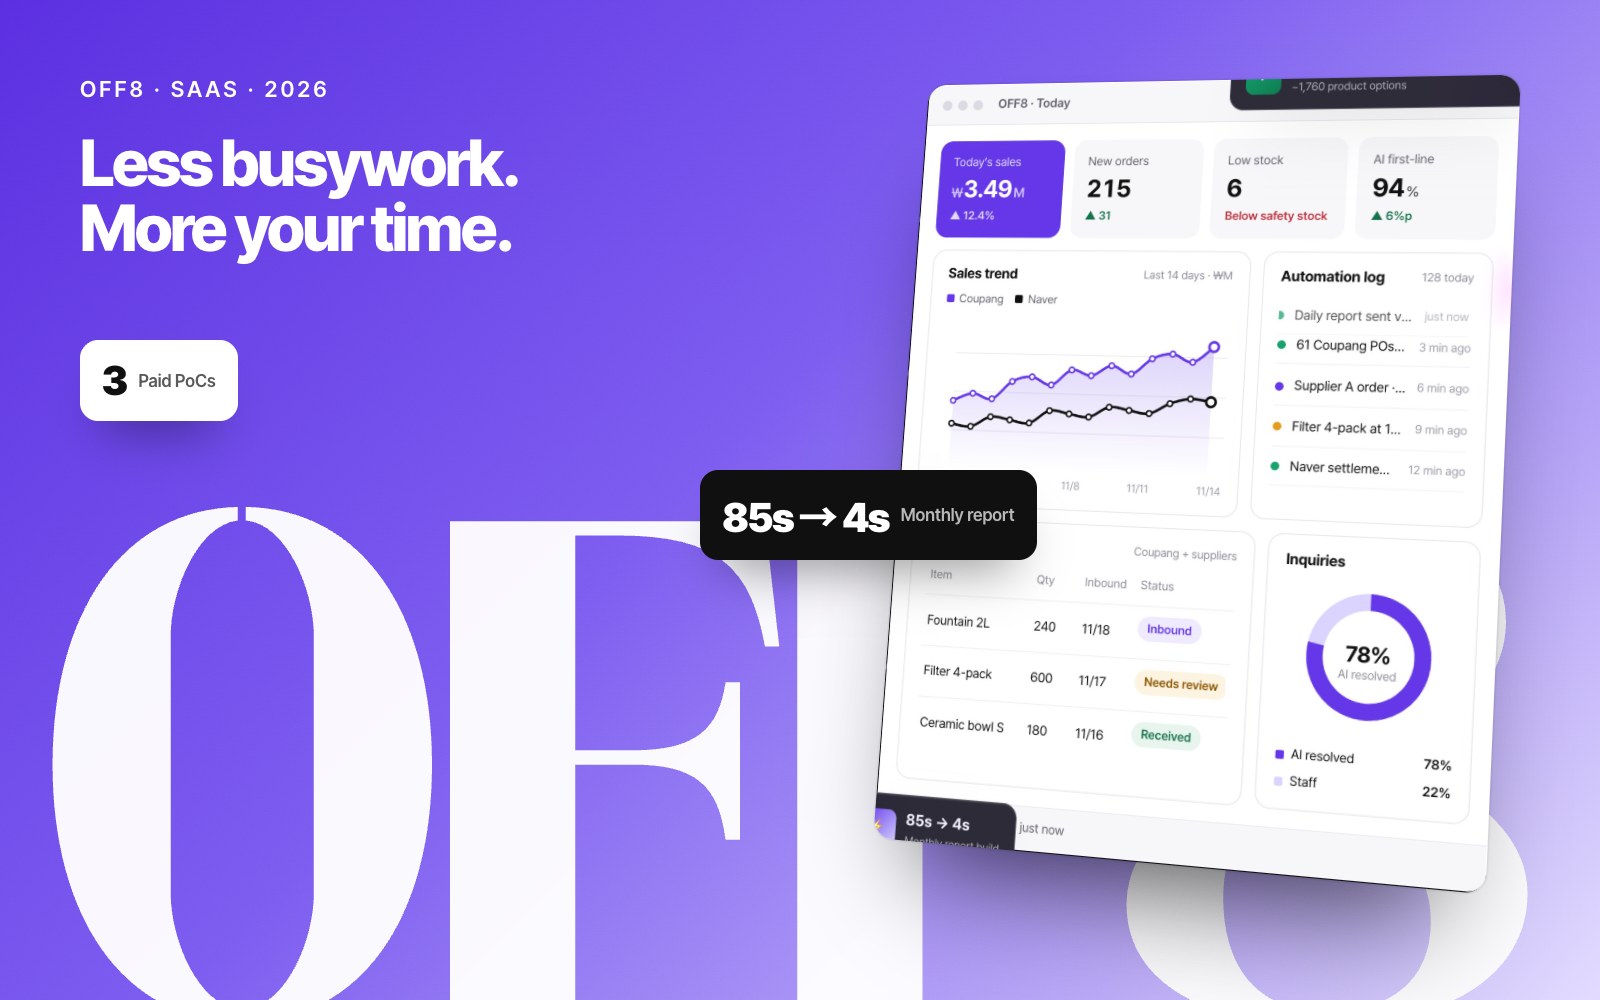 OFF8 · SAAS · 2026
Less busywork.
More your time.
3 Paid PoCs
OFF8
85s → 4s Monthly report
OFF8 · Today
~1,760 product options
Today's sales
₩3.49M
▲ 12.4%
New orders
215
▲ 31
Low stock
6
Below safety stock
AI first-line
94%
▲ 6%p
Sales trend
Last 14 days · ₩M
Coupang
Naver
11/8
11/11
11/14
Automation log
128 today
Daily report sent v... just now
61 Coupang POs... 3 min ago
Supplier A order ·... 6 min ago
Filter 4-pack at 1... 9 min ago
Naver settleme... 12 min ago
Coupang + suppliers
Item Qty Inbound Status
Fountain 2L 240 11/18 Inbound
Filter 4-pack 600 11/17 Needs review
Ceramic bowl S 180 11/16 Received
Inquiries
78%
AI resolved
AI resolved 78%
Staff 22%
85s → 4s
Monthly report build
just now